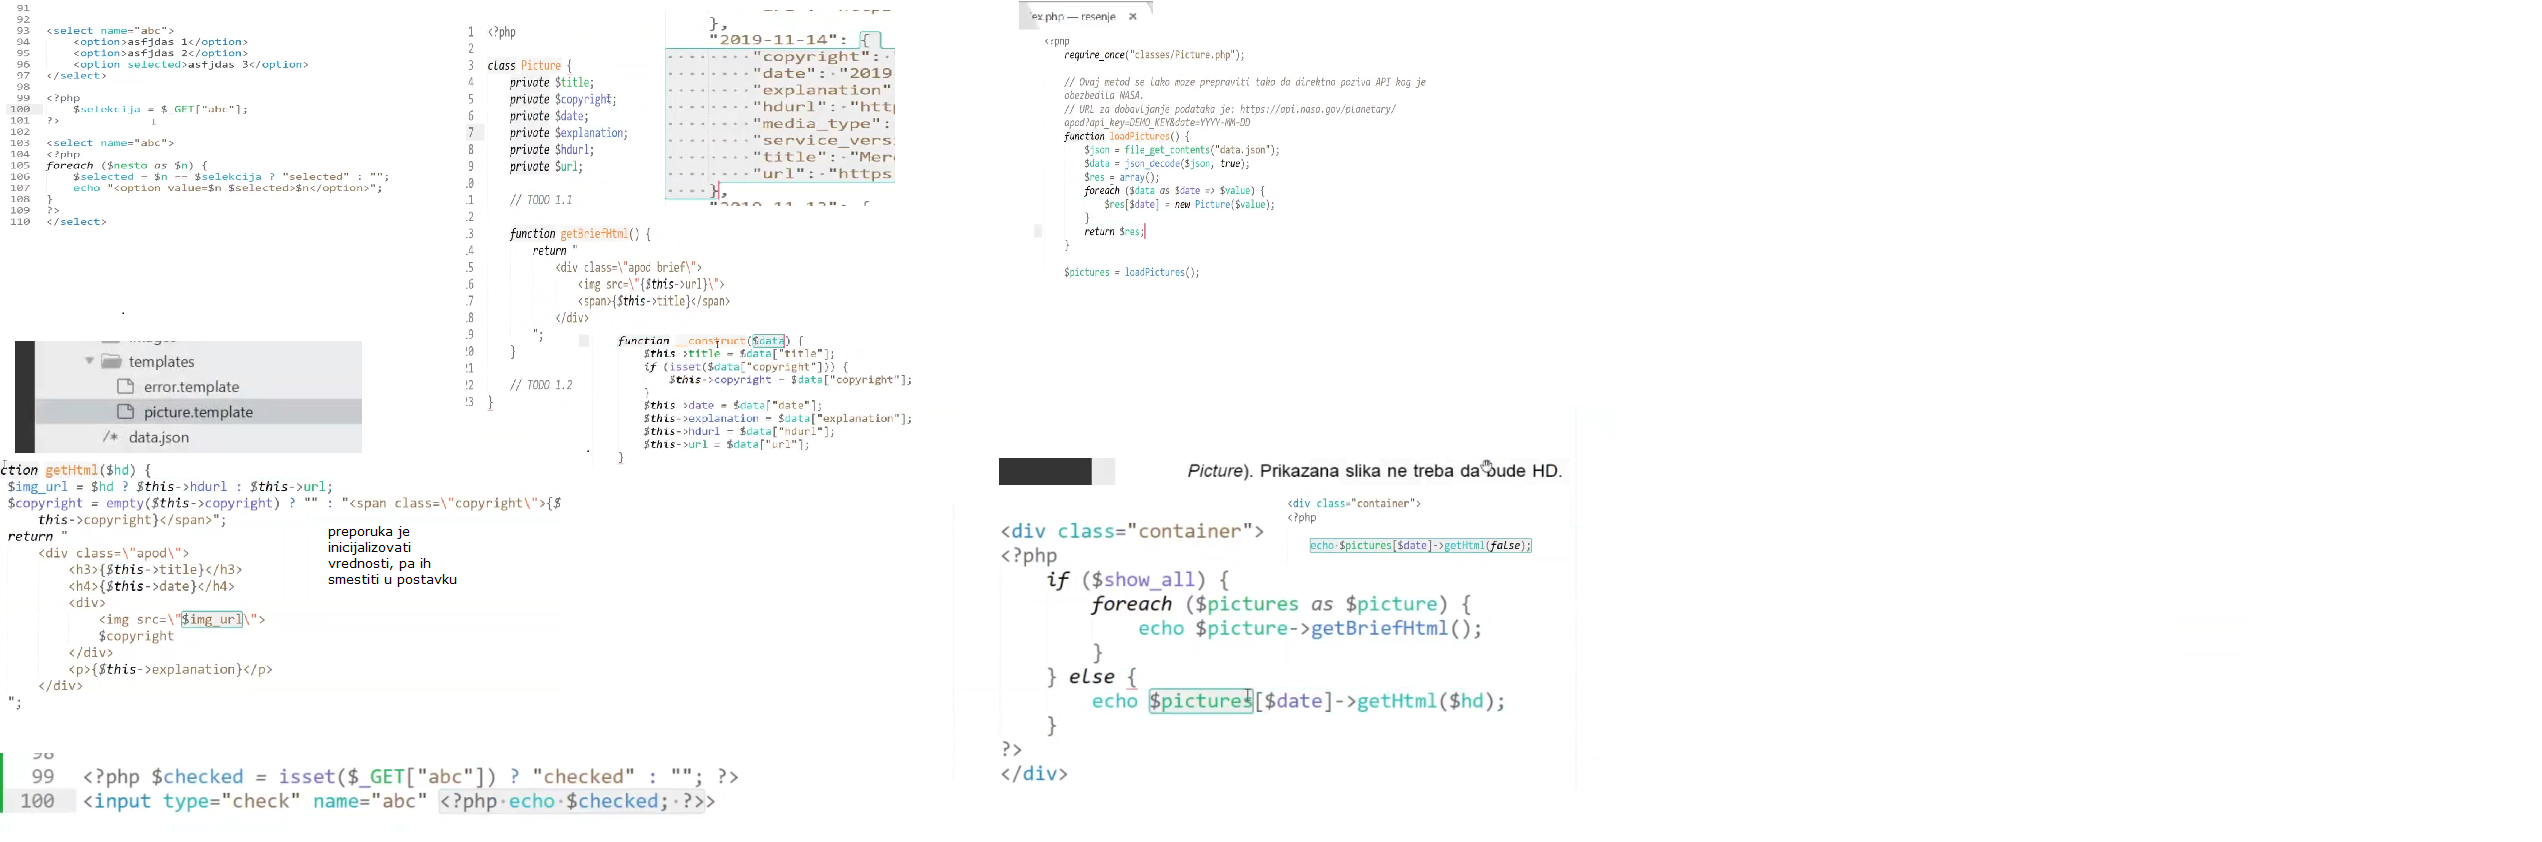 91
92
93 <select name="abc">
94 <option>asfjdas 1</option>
95 <option>asfjdas 2</option>
96 <option selected>asfjdas 3</option>
97 </select>
98
99 <?php
100 $selekcija = $_GET["abc"];
101 ?>
102
103 <select name="abc">
104 <?php
105 foreach ($nesto as $n) {
106 $selected = $n == $selekcija ? "selected" : "";
107 echo "<option value=$n $selected>$n</option>";
108 }
109 ?>
110 </select>
templates
error.template
picture.template
/* data.json
1 <?php
2
3 class Picture {
4 private $title;
5 private $copyright;
6 private $date;
7 private $explanation;
8 private $hdurl;
9 private $url;
10
11 // TODO 1.1
12
13 function getBriefHtml() {
14 return "
15 <div class=\"apod brief\">
16 <img src=\"{$this->url}\">
17 <span>{$this->title}</span>
18 </div>
19 ";
20 }
21
22 // TODO 1.2
23 }
},
"2019-11-14": {
"copyright":
"date": "2019
"explanation"
"hdurl": "htt
"media_type":
"service_vers
"title": "Mer
"url": "https
},
"2019-11-13": {
function __construct($data) {
$this->title = $data["title"];
if (isset($data["copyright"])) {
$this->copyright = $data["copyright"];
}
$this->date = $data["date"];
$this->explanation = $data["explanation"];
$this->hdurl = $data["hdurl"];
$this->url = $data["url"];
}
ction getHtml($hd) {
$img_url = $hd ? $this->hdurl : $this->url;
$copyright = empty($this->copyright) ? "" : "<span class=\"copyright\">{$
this->copyright}</span>";
return "
<div class=\"apod\">
<h3>{$this->title}</h3>
<h4>{$this->date}</h4>
<div>
<img src=\"$img_url\">
$copyright
</div>
<p>{$this->explanation}</p>
</div>
";
preporuka je
inicijalizovati
vrednosti, pa ih
smestiti u postavku
98
99 <?php $checked = isset($_GET["abc"]) ? "checked" : ""; ?>
100 <input type="check" name="abc" <?php echo $checked; ?>>
ex.php — resenje ×
<?php
require_once("classes/Picture.php");
// Ovaj metod se lako moze prepraviti tako da direktno poziva API kog je
obezbedila NASA.
// URL za dobavljanje podataka je: https://api.nasa.gov/planetary/
apod?api_key=DEMO_KEY&date=YYYY-MM-DD
function loadPictures() {
$json = file_get_contents("data.json");
$data = json_decode($json, true);
$res = array();
foreach ($data as $date => $value) {
$res[$date] = new Picture($value);
}
return $res;
}
$pictures = loadPictures();
Picture). Prikazana slika ne treba da bude HD.
<div class="container">
<?php
echo $pictures[$date]->getHtml(false);
<div class="container">
<?php
if ($show_all) {
foreach ($pictures as $picture) {
echo $picture->getBriefHtml();
}
} else {
echo $pictures[$date]->getHtml($hd);
}
?>
</div>